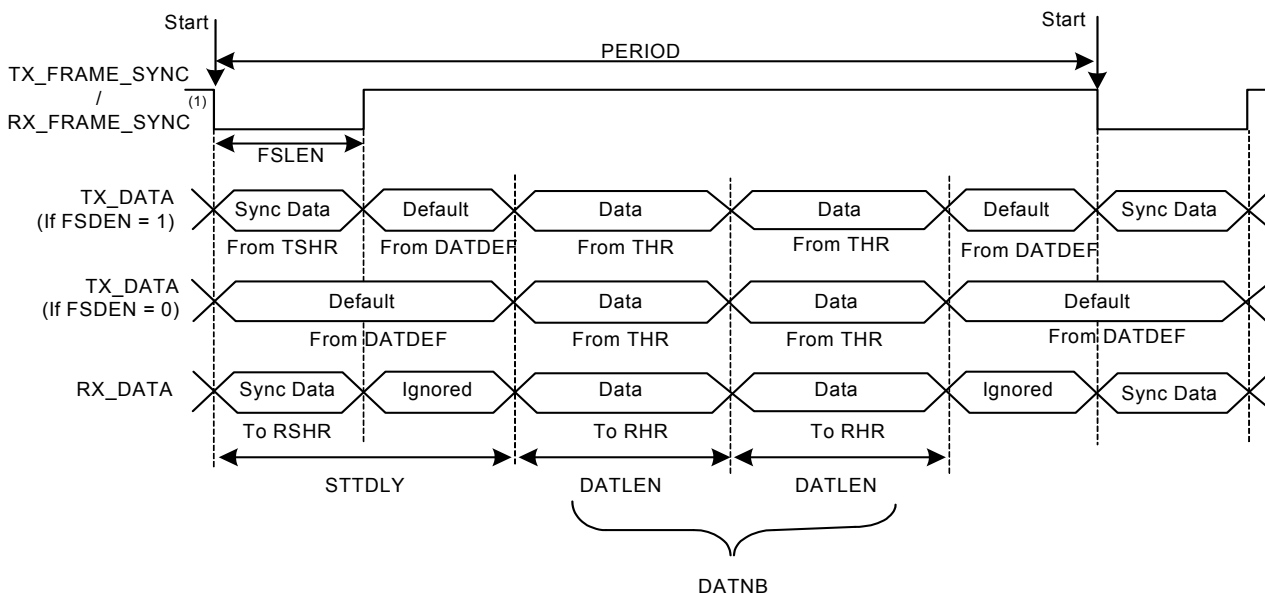 Start
Start
PERIOD
TX_FRAME_SYNC
/
RX_FRAME_SYNC
(1)
FSLEN
TX_DATA
(If FSDEN = 1)
Sync Data
Default
Data
Data
Default
Sync Data
From TSHR
From DATDEF
From THR
From THR
From DATDEF
TX_DATA
(If FSDEN = 0)
Default
Data
Data
Default
From DATDEF
From THR
From THR
From DATDEF
RX_DATA
Sync Data
Ignored
Data
Data
Ignored
Sync Data
To RSHR
To RHR
To RHR
STTDLY
DATLEN
DATLEN
DATNB